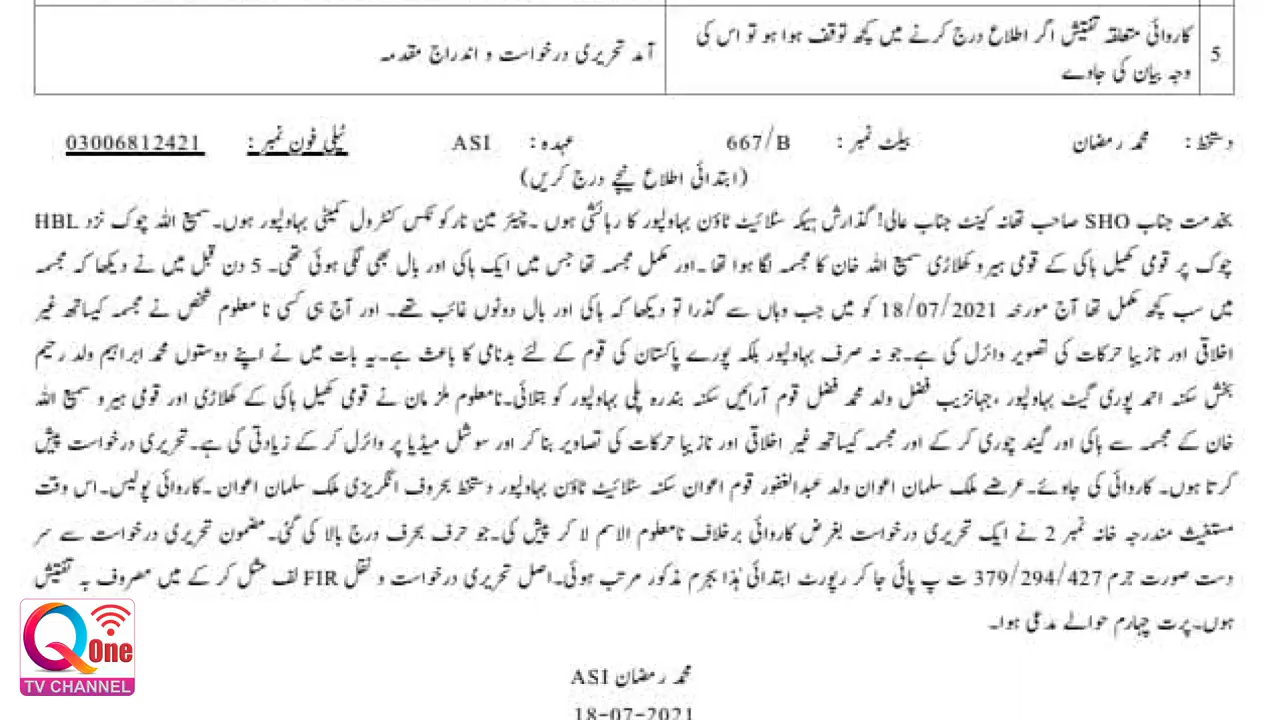 5 کاروائی متعلقہ تفتیش اگر اطلاع درج کرنے میں کچھ توقف ہوا ہو تو اس کی وجہ بیان کی جاوے
آمد تحریری درخواست و اندراج مقدمہ
دستخط: محمد رمضان بیلٹ نمبر: 667/B عہدہ: ASI ٹیلی فون نمبر: 03006812421
(ابتدائی اطلاع نیچے درج کریں)
بخدمت جناب SHO صاحب تھانہ کینٹ جناب عالی! گذارش ہیکہ سٹلائیٹ ٹاؤن بہاولپور کا رہائشی ہوں ۔چیئر مین نارکوٹکس کنٹرول کمیٹی بہاولپور ہوں۔ سمیع اللہ چوک نزد HBL
چوک پر قومی کھیل ہاکی کے قومی ہیرو کھلاڑی سمیع اللہ خان کا مجسمہ لگا ہوا تھا ۔اور مکمل مجسمہ تھا جس میں ایک ہاکی اور بال بھی لگی ہوئی تھی۔ 5 دن قبل میں نے دیکھا کہ مجسمہ
میں سب کچھ مکمل تھا آج مورخہ 18/07/2021 کو میں جب وہاں سے گذرا تو دیکھا کہ ہاکی اور بال دونوں غائب تھے۔ اور آج ہی کسی نا معلوم شخص نے مجسمہ کیساتھ غیر
اخلاقی اور نازیبا حرکات کی تصویر وائرل کی ہے۔جو نہ صرف بہاولپور بلکہ پورے پاکستان کی قوم کے لئے بدنامی کا باعث ہے۔یہ بات میں نے اپنے دوستوں محمد ابراہیم ولد رحیم
بخش سکنہ احمد پوری گیٹ بہاولپور ،جہانزیب فضل ولد محمد فضل قوم آرائیں سکنہ بندرہ پلی بہاولپور کو بتلائی۔نامعلوم ملزمان نے قومی کھیل ہاکی کے کھلاڑی اور قومی ہیرو سمیع اللہ
خان کے مجسمہ سے ہاکی اور گیند چوری کر کے اور مجسمہ کیساتھ غیر اخلاقی اور نازیبا حرکات کی تصاویر بنا کر اور سوشل میڈیا پر وائرل کر کے زیادتی کی ہے۔تحریری درخواست پیش
کرتا ہوں۔ کاروائی کی جاوئے۔عرضے ملک سلمان اعوان ولد عبدالغفور قوم اعوان سکنہ سٹلائیٹ ٹاؤن بہاولپور دستخط بحروف انگریزی ملک سلمان اعوان ۔کاروائی پولیس۔اس وقت
مستغیث مندرجہ خانہ نمبر 2 نے ایک تحریری درخواست بغرض کاروائی برخلاف نامعلوم الاسم لا کر پیش کی۔جو حرف بحرف درج بالا کی گئی۔ مضمون تحریری درخواست سے سر
دست صورت جرم 379/294/427 ت پ پائی جا کر رپورٹ ابتدائی ہٰذا بجرم مذکور مرتب ہوئی۔اصل تحریری درخواست و نقل FIR لف مثل کر کے میں مصروف بہ تفتیش
ہوں۔پرت چہارم حوالے مدعی ہوا۔
محمد رمضان ASI
18-07-2021
Q One
TV CHANNEL